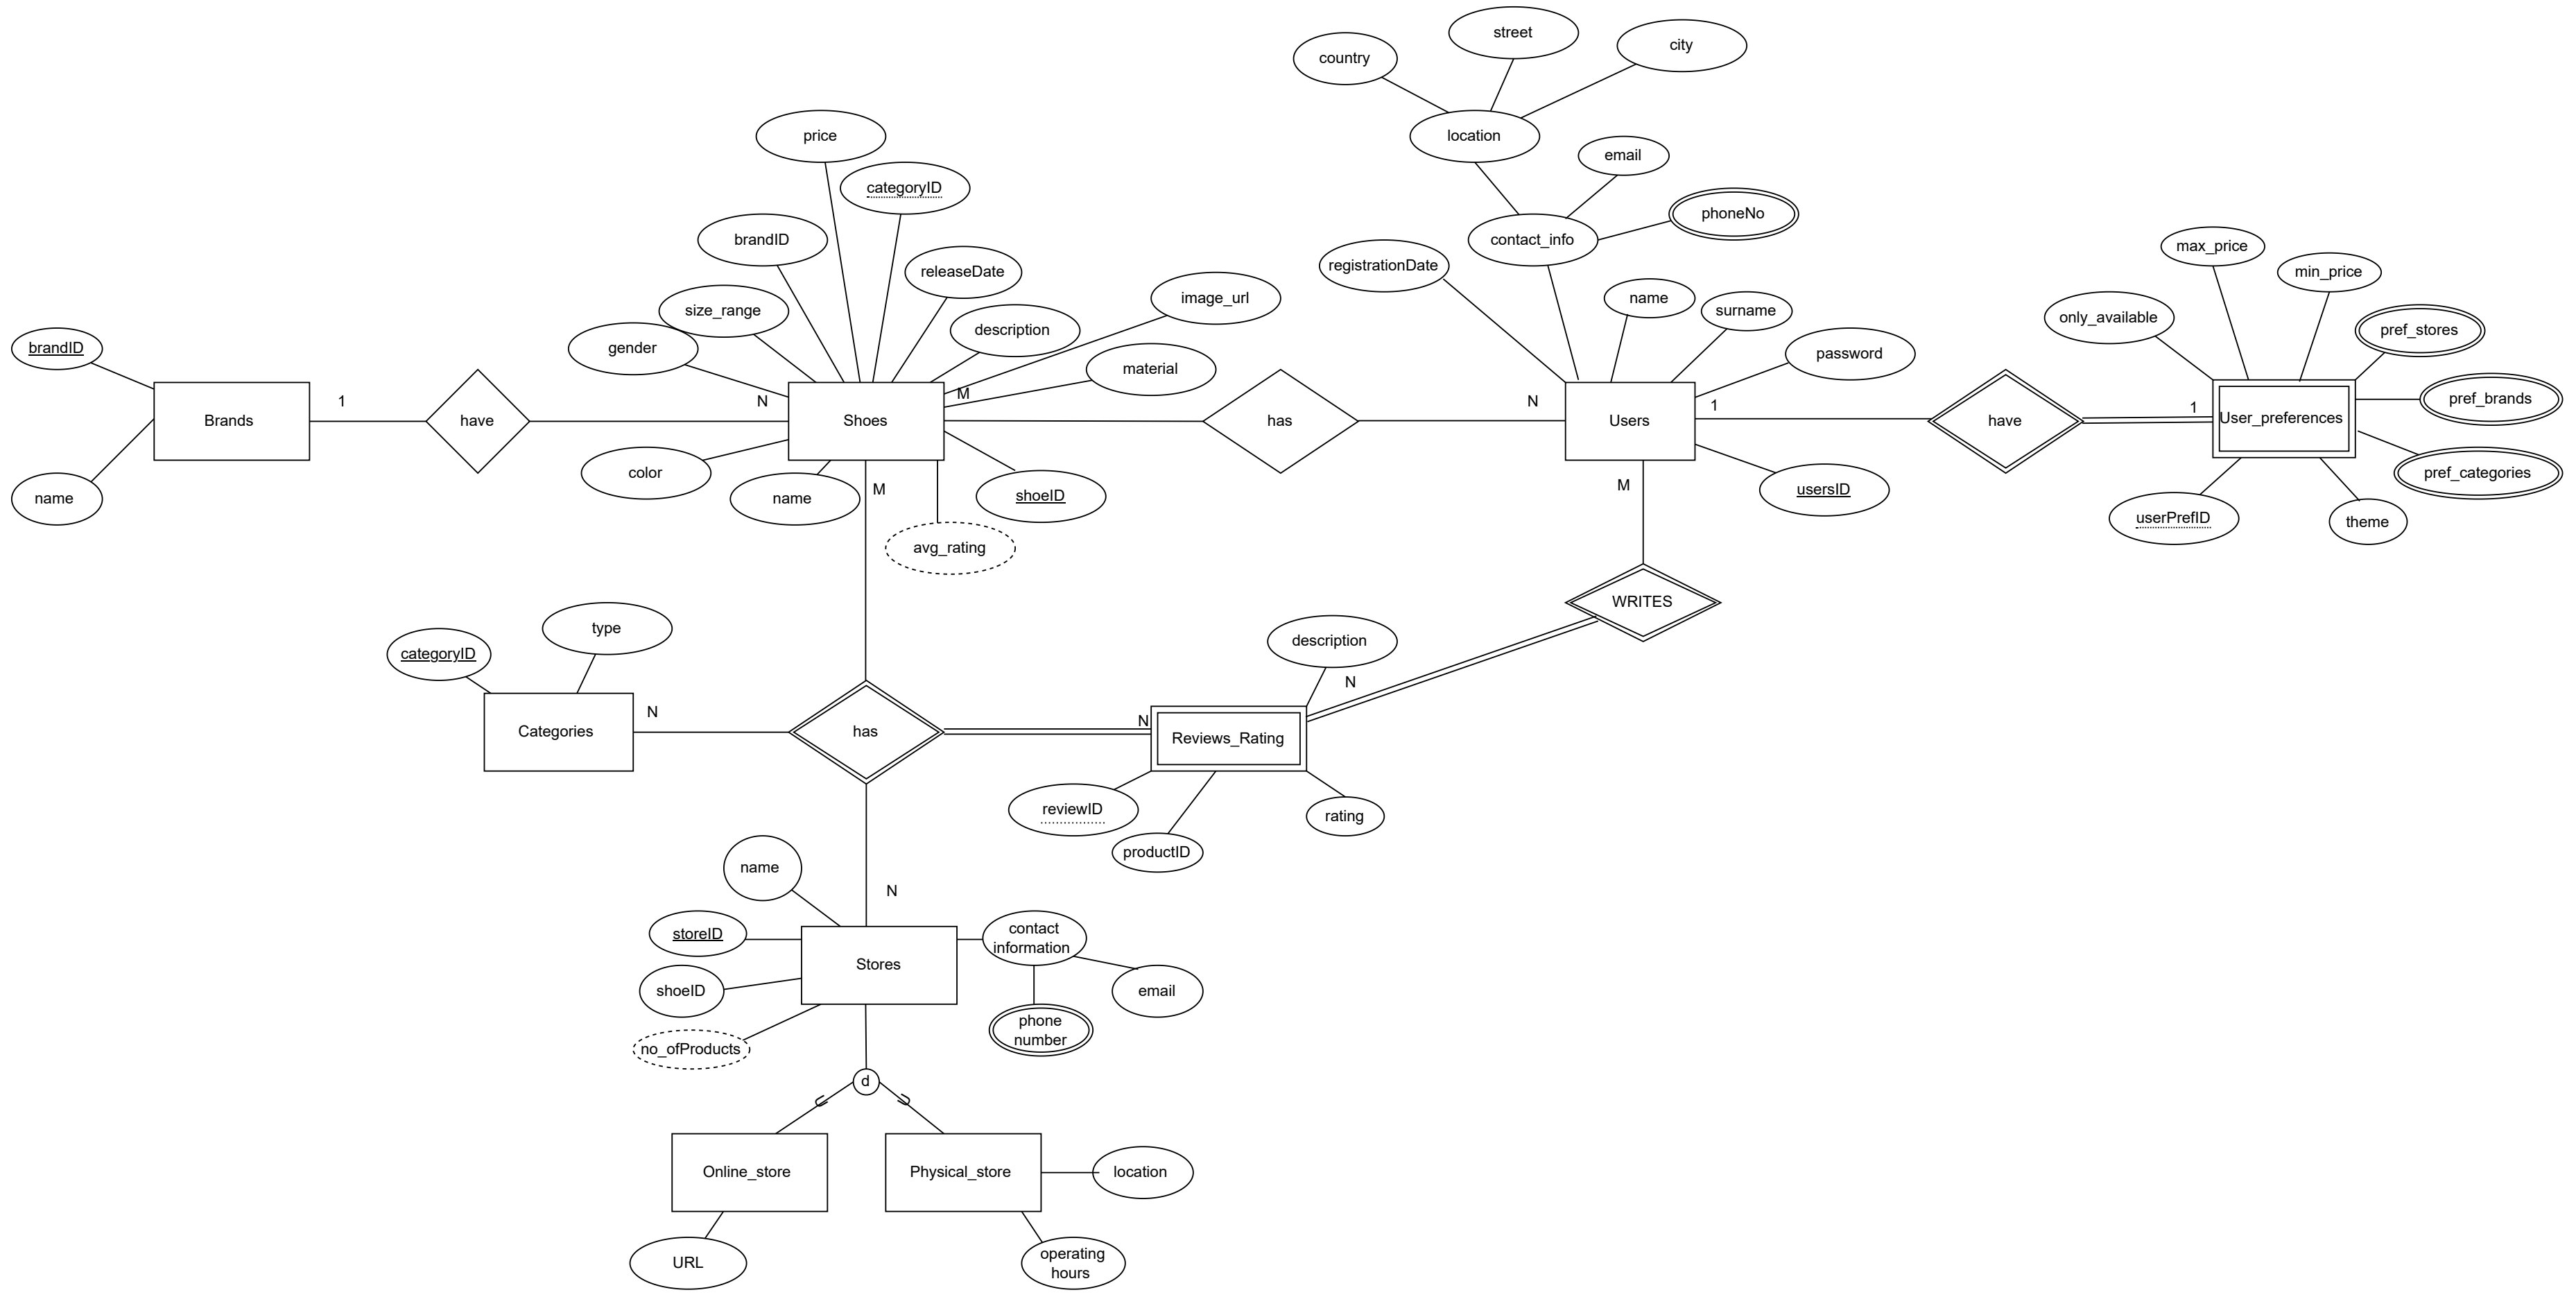 street
city
country
price
location
email
categoryID
phoneNo
brandID
contact_info
max_price
registrationDate
min_price
releaseDate
image_url
name
surname
only_available
size_range
description
pref_stores
brandID
gender
password
material
pref_brands
1
N
M
N
1
1
Brands
have
Shoes
has
Users
have
User_preferences
color
pref_categories
M
M
name
name
shoeID
usersID
userPrefID
theme
avg_rating
WRITES
type
description
categoryID
N
N
N
Categories
has
Reviews_Rating
reviewID
rating
productID
name
N
storeID
contact
information
Stores
shoeID
email
phone
number
no_ofProducts
d
Online_store
Physical_store
location
URL
operating
hours